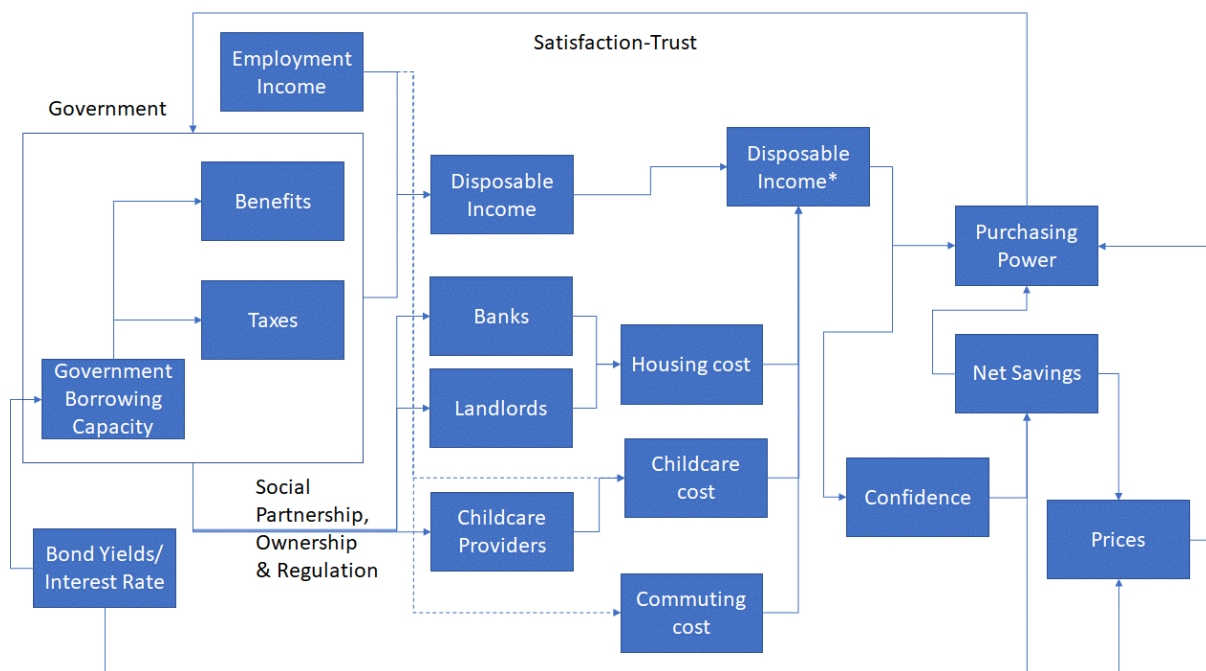 Satisfaction-Trust
Employment
Income
Government
Benefits
Disposable
Income
Disposable
Income*
Purchasing
Power
Taxes
Banks
Housing cost
Net Savings
Government
Borrowing
Capacity
Landlords
Childcare
cost
Confidence
Social
Partnership,
Ownership
& Regulation
Childcare
Providers
Prices
Bond Yields/
Interest Rate
Commuting
cost